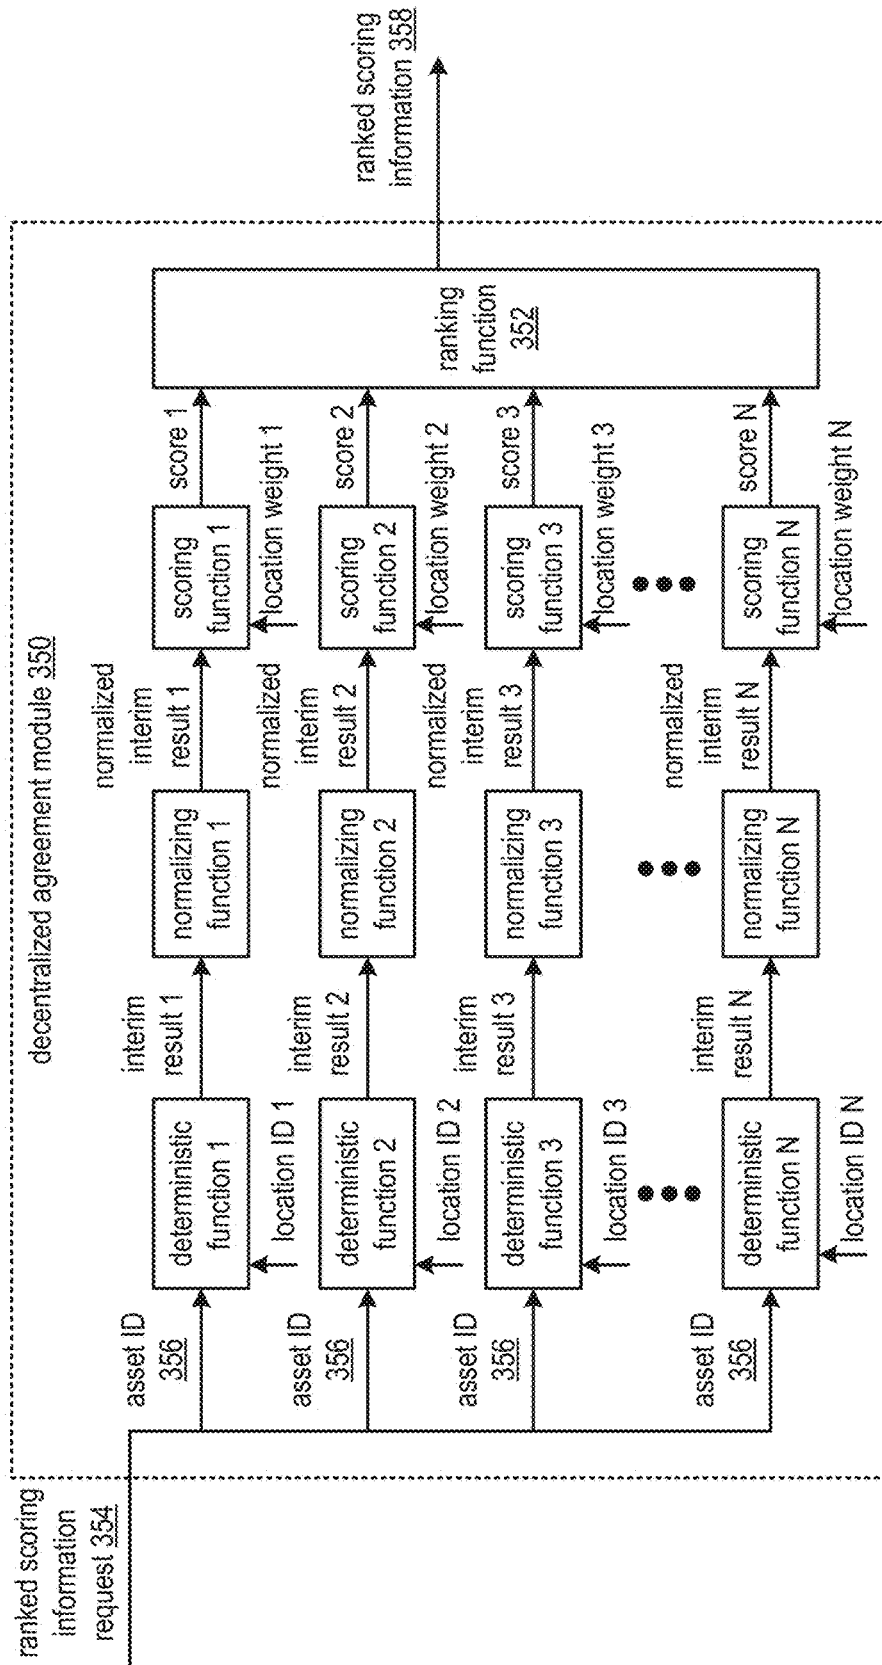 ranked scoring
information
request 354
decentralized agreement module 350
asset ID
356
deterministic
function 1
location ID 1
interim
result 1
normalizing
function 1
normalized
interim
result 1
scoring
function 1
location weight 1
score 1
asset ID
356
deterministic
function 2
location ID 2
interim
result 2
normalizing
function 2
normalized
interim
result 2
scoring
function 2
location weight 2
score 2
asset ID
356
deterministic
function 3
location ID 3
interim
result 3
normalizing
function 3
normalized
interim
result 3
scoring
function 3
location weight 3
score 3
asset ID
356
deterministic
function N
location ID N
interim
result N
normalizing
function N
normalized
interim
result N
scoring
function N
location weight N
score N
ranking
function
352
ranked scoring
information 358